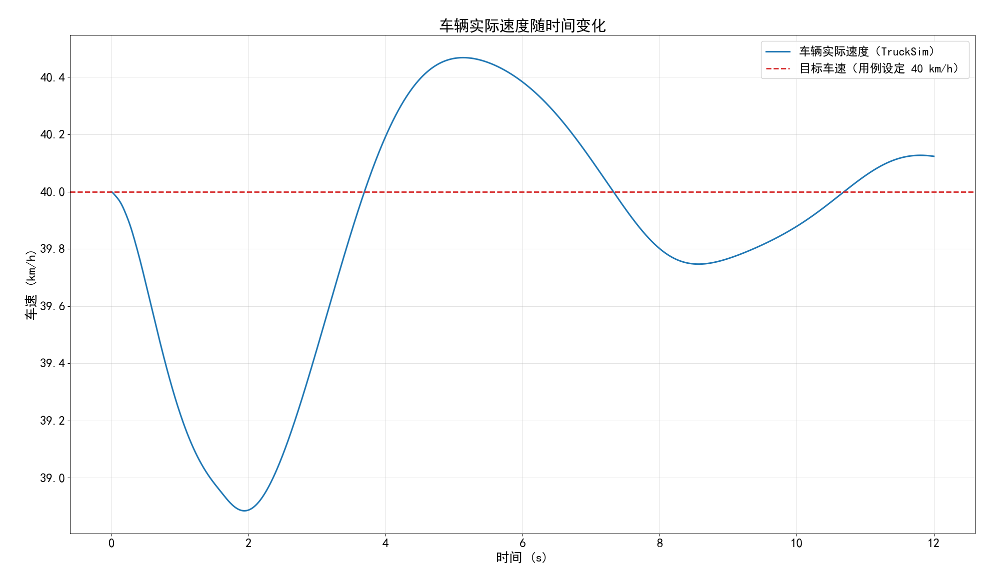 车辆实际速度随时间变化
车辆实际速度（TruckSim）
目标车速（用例设定 40 km/h）
车速 (km/h)
40.4
40.2
40.0
39.8
39.6
39.4
39.2
39.0
0 2 4 6 8 10 12
时间 (s)